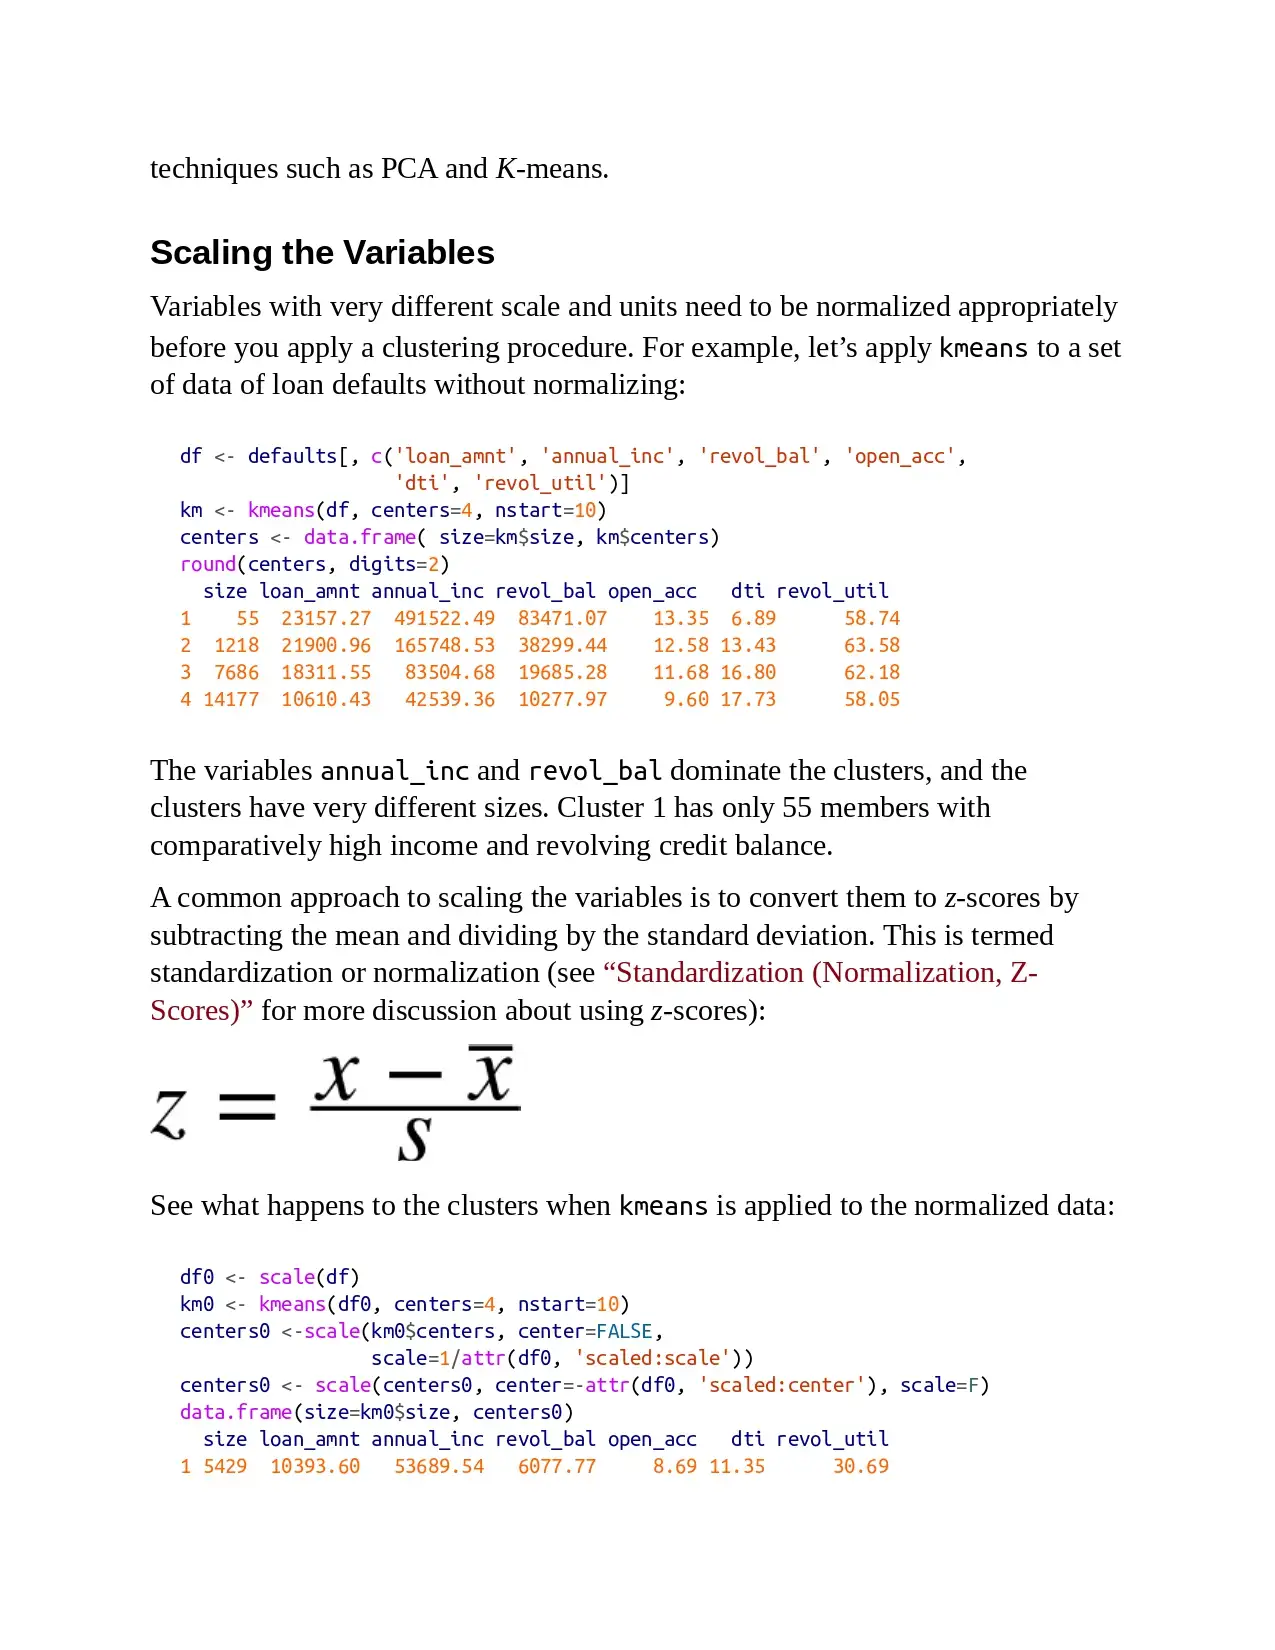 techniques such as PCA and K-means.
Scaling the Variables
Variables with very different scale and units need to be normalized appropriately
before you apply a clustering procedure. For example, let’s apply kmeans to a set
of data of loan defaults without normalizing:
df <- defaults[, c('loan_amnt', 'annual_inc', 'revol_bal', 'open_acc',
'dti', 'revol_util')]
km <- kmeans(df, centers=4, nstart=10)
centers <- data.frame( size=km$size, km$centers)
round(centers, digits=2)
size loan_amnt annual_inc revol_bal open_acc dti revol_util
1 55 23157.27 491522.49 83471.07 13.35 6.89 58.74
2 1218 21900.96 165748.53 38299.44 12.58 13.43 63.58
3 7686 18311.55 83504.68 19685.28 11.68 16.80 62.18
4 14177 10610.43 42539.36 10277.97 9.60 17.73 58.05
The variables annual_inc and revol_bal dominate the clusters, and the
clusters have very different sizes. Cluster 1 has only 55 members with
comparatively high income and revolving credit balance.
A common approach to scaling the variables is to convert them to z-scores by
subtracting the mean and dividing by the standard deviation. This is termed
standardization or normalization (see “Standardization (Normalization, Z-
Scores)” for more discussion about using z-scores):
z = (x − x̅) / s
See what happens to the clusters when kmeans is applied to the normalized data:
df0 <- scale(df)
km0 <- kmeans(df0, centers=4, nstart=10)
centers0 <-scale(km0$centers, center=FALSE,
scale=1/attr(df0, 'scaled:scale'))
centers0 <- scale(centers0, center=-attr(df0, 'scaled:center'), scale=F)
data.frame(size=km0$size, centers0)
size loan_amnt annual_inc revol_bal open_acc dti revol_util
1 5429 10393.60 53689.54 6077.77 8.69 11.35 30.69